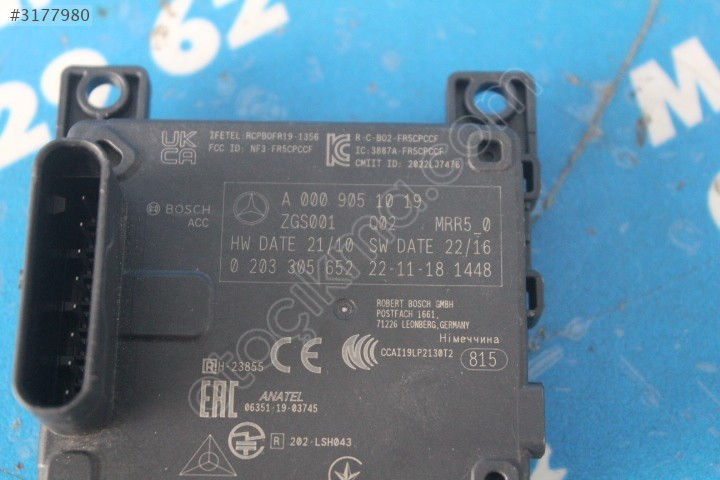 #3177980
UK
CA
IFETEL: RCPBOFR19-1356
FCC ID: NF3-FR5CPCCF
R-C-BO2-FR5CPCCF
IC:3887A-FR5CPCCF
CMIIT ID: 2022LJ7476
BOSCH
ACC
A 000 905 10 19
ZGS001 002 MRR5_0
HW DATE 21/10 SW DATE 22/16
0 203 305 652 22-11-18 1448
ROBERT BOSCH GMBH
POSTFACH 1661,
71226 LEONBERG, GERMANY
Німеччина
R H-23855
CE
CCAI19LP2130T2
815
EAC
ANATEL
06351-19-03745
R 202-LSH043
otocikma.com